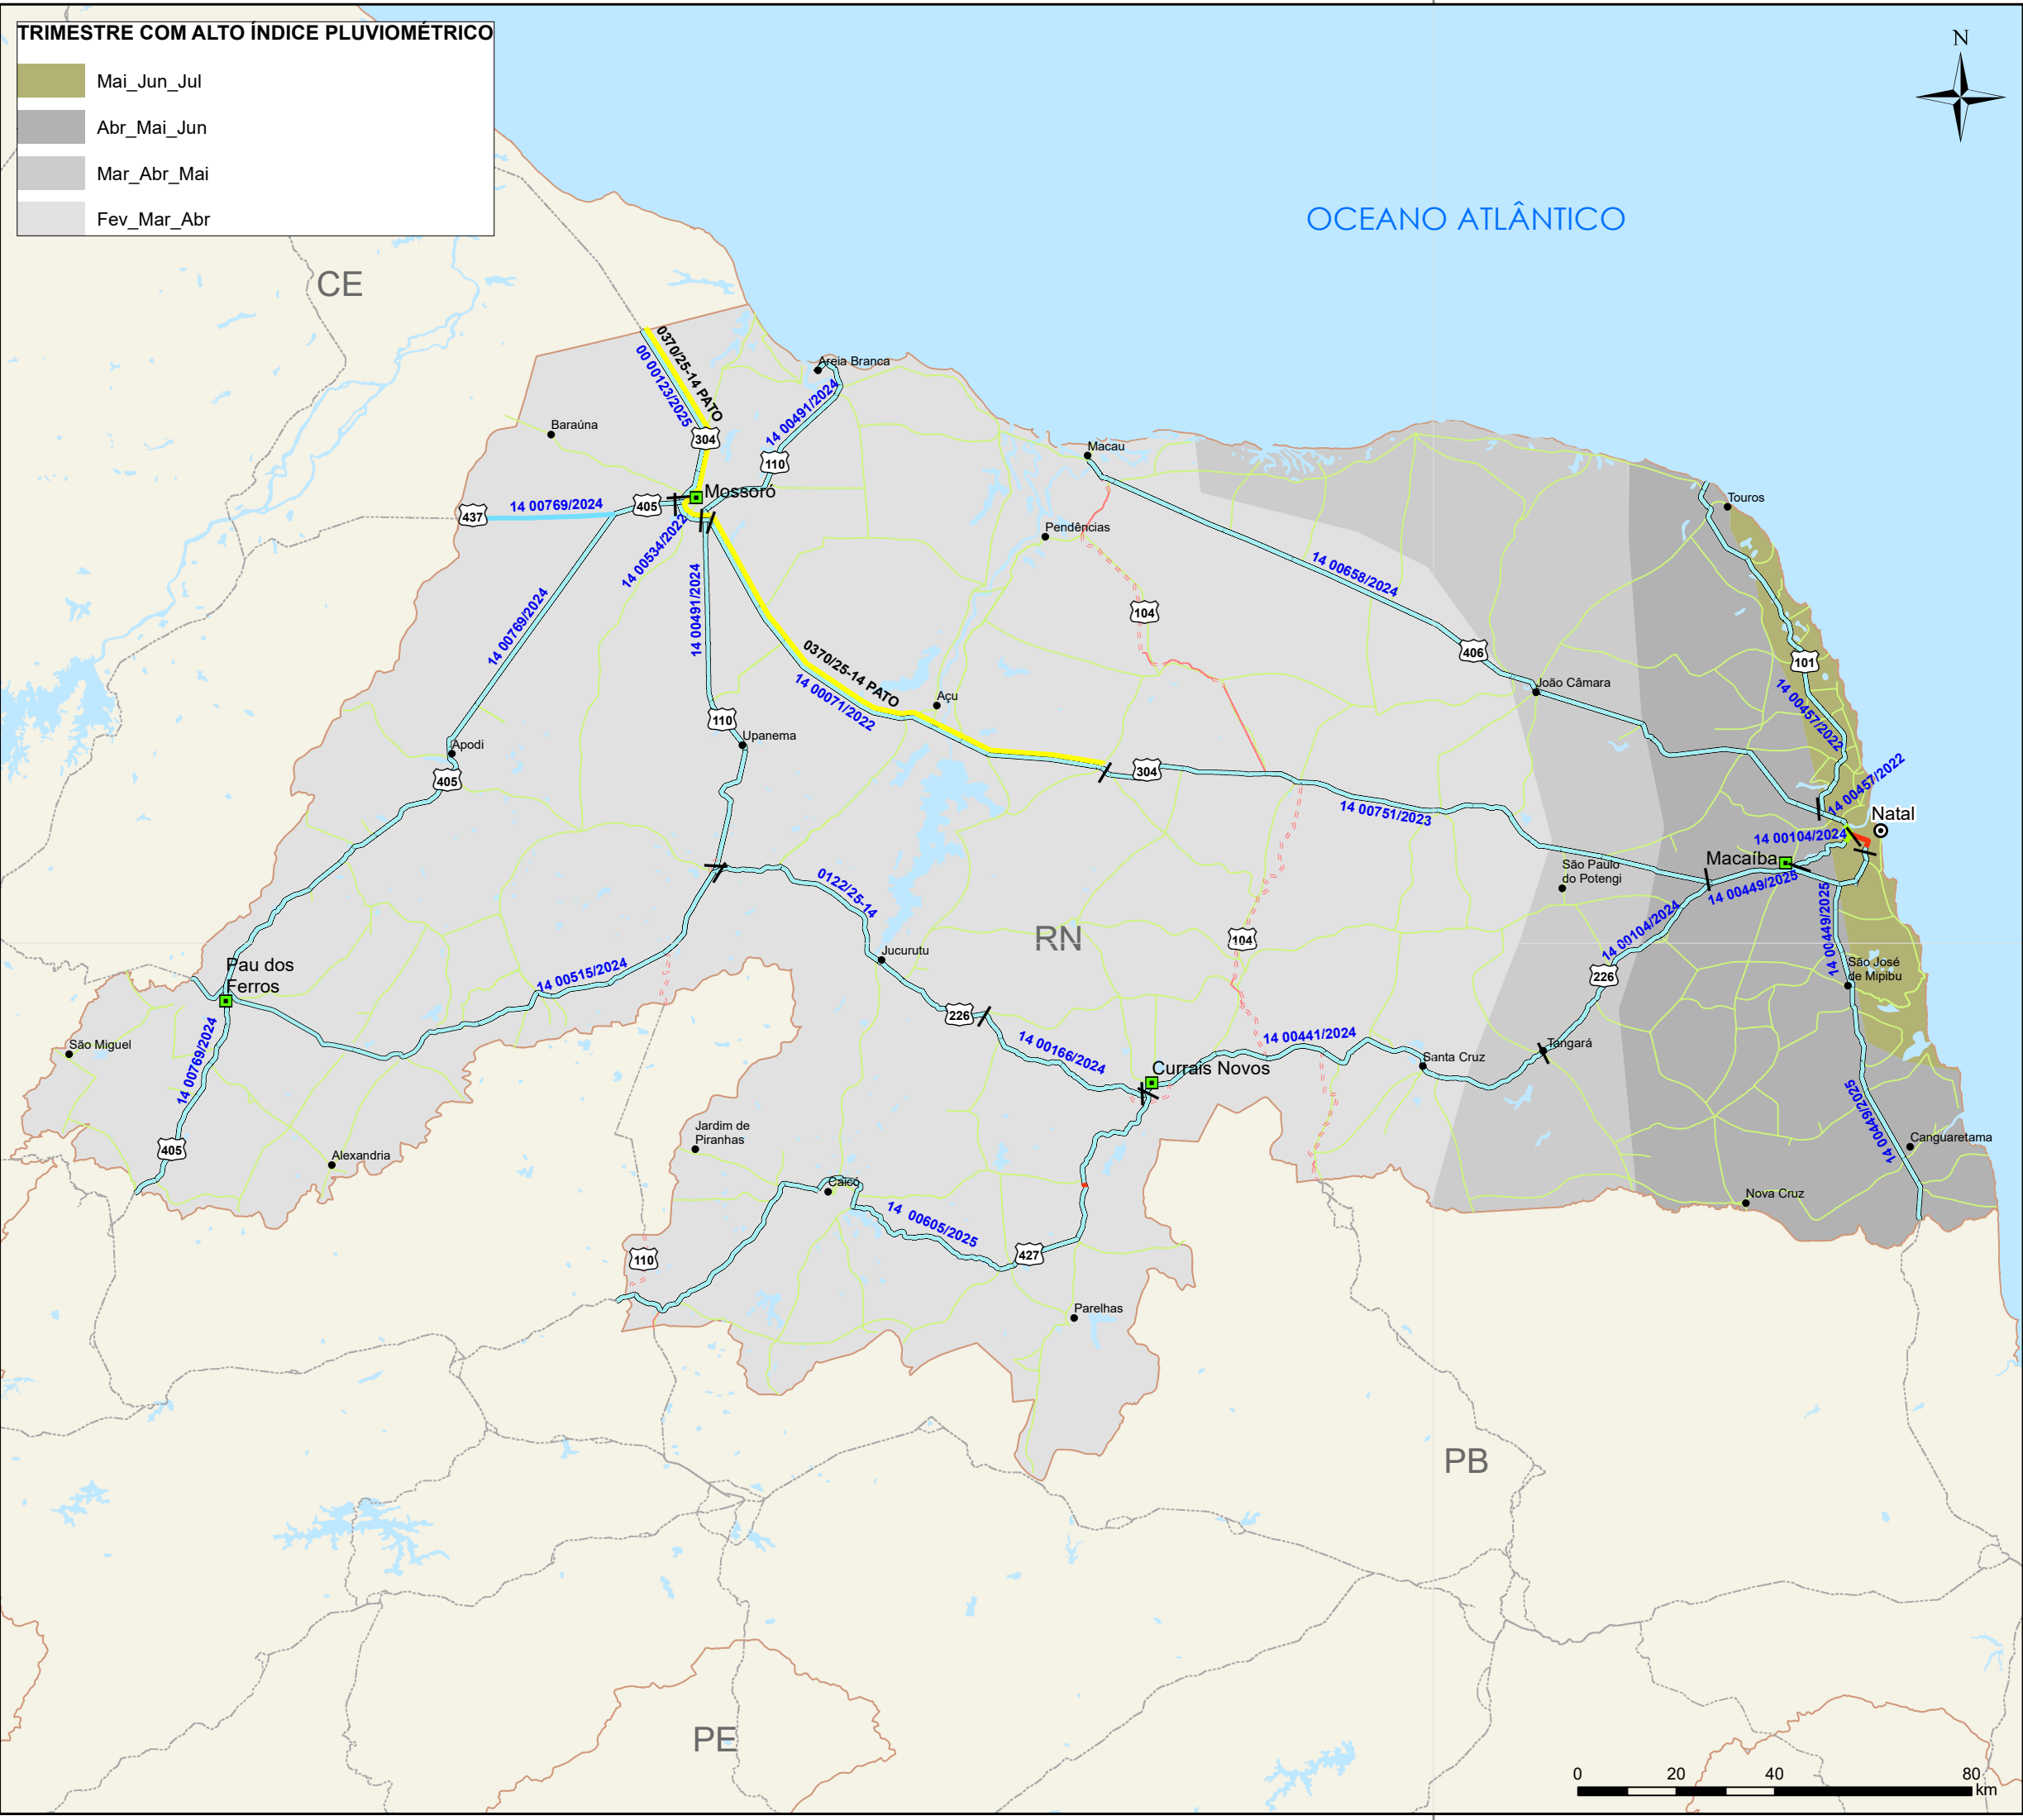 TRIMESTRE COM ALTO ÍNDICE PLUVIOMÉTRICO
Mai_Jun_Jul
Abr_Mai_Jun
Mar_Abr_Mai
Fev_Mar_Abr
N
OCEANO ATLÂNTICO
CE
0370/25-14 PATO
00 00123/2025
304
Areia Branca
14 00491/2024
110
Baraúna
Mossoró
14 00769/2024
437
405
14 00534/2022
14 00491/2024
14 00769/2024
Macau
Pendências
104
14 00658/2024
406
Touros
101
14 00457/2022
João Câmara
0370/25-14 PATO
14 00071/2022
Açu
110
Upanema
Apodi
405
304
14 00751/2023
14 00457/2022
Natal
14 00104/2024
Macaíba
14 00449/2025
São Paulo
do Potengi
14 00449/2025
14 00104/2024
0122/25-14
Jucurutu
RN
104
226
São José
de Mipibu
Pau dos
Ferros
14 00515/2024
226
14 00166/2024
14 00441/2024
Currais Novos
Santa Cruz
Tangará
São Miguel
14 00769/2024
405
Alexandria
Jardim de
Piranhas
Caicó
14 00605/2025
427
110
Parelhas
14 00449/2025
Canguaretama
Nova Cruz
PB
PE
0 20 40 80
km